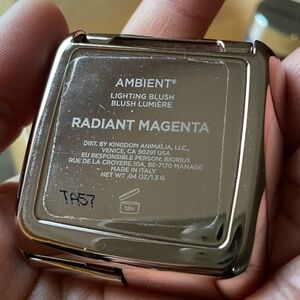 AMBIENT®
LIGHTING BLUSH
BLUSH LUMIÈRE
RADIANT MAGENTA
DIST. BY KINGDOM ANIMALIA, LLC.,
VENICE, CA 90291 USA
EU RESPONSIBLE PERSON: BIORIUS
RUE DE LA CROYERE, 10A, BE-7170 MANAGE
MADE IN ITALY
NET WT .04 OZ/1.3 G
TA57
12M